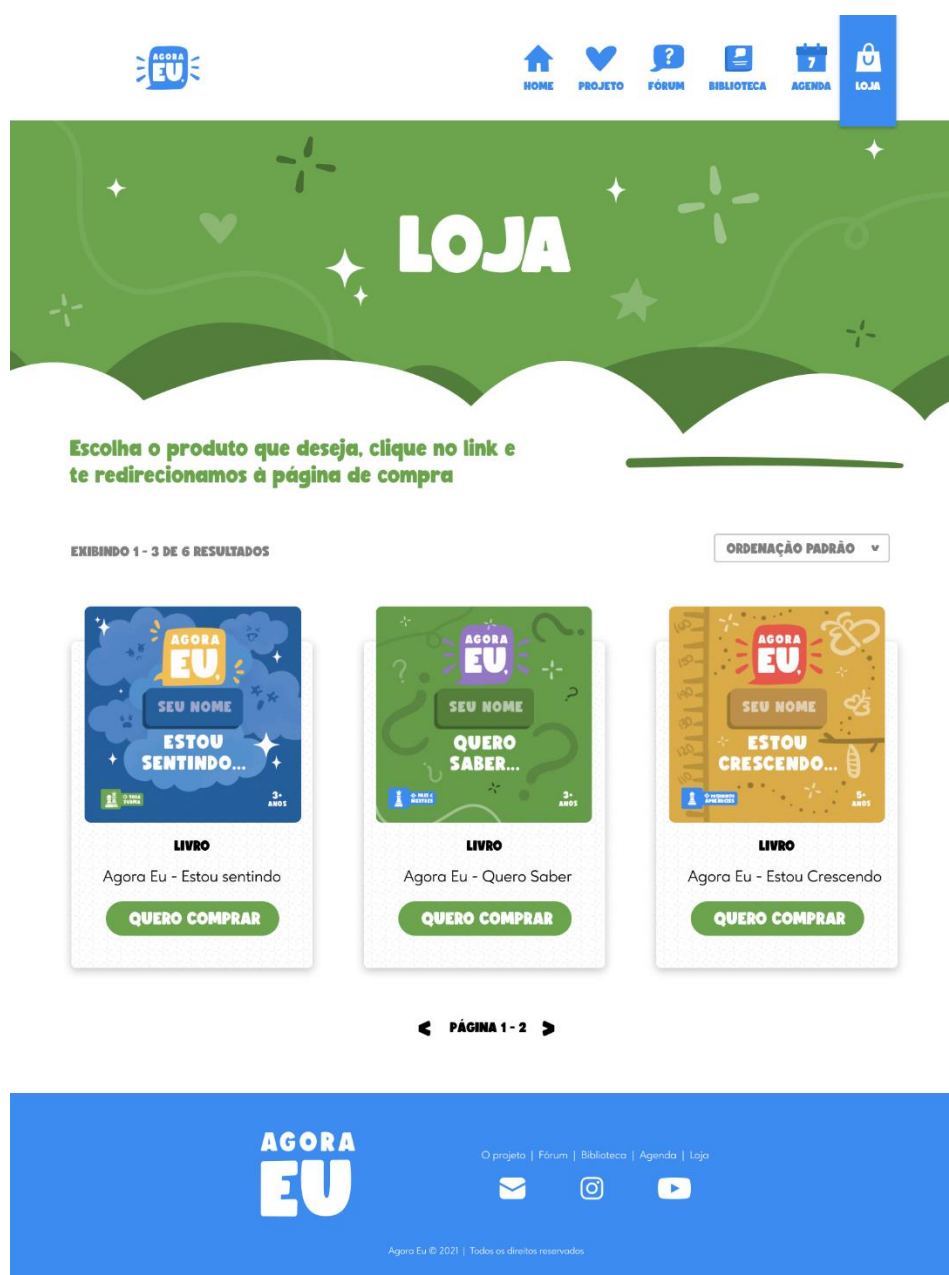 AGORA
EU,
HOME
PROJETO
FÓRUM
BIBLIOTECA
7
AGENDA
LOJA
LOJA
Escolha o produto que deseja, clique no link e
te redirecionamos à página de compra
EXIBINDO 1 - 3 DE 6 RESULTADOS
ORDENAÇÃO PADRÃO
AGORA
EU,
SEU NOME
ESTOU
SENTINDO...
TODA
TURMA
3+
ANOS
LIVRO
Agora Eu - Estou sentindo
QUERO COMPRAR
AGORA
EU,
SEU NOME
QUERO
SABER...
3+
ANOS
LIVRO
Agora Eu - Quero Saber
QUERO COMPRAR
AGORA
EU,
SEU NOME
ESTOU
CRESCENDO...
5+
ANOS
LIVRO
Agora Eu - Estou Crescendo
QUERO COMPRAR
< PÁGINA 1 - 2 >
AGORA
EU
O projeto | Fórum | Biblioteca | Agenda | Loja
Agora Eu © 2021 | Todos os direitos reservados